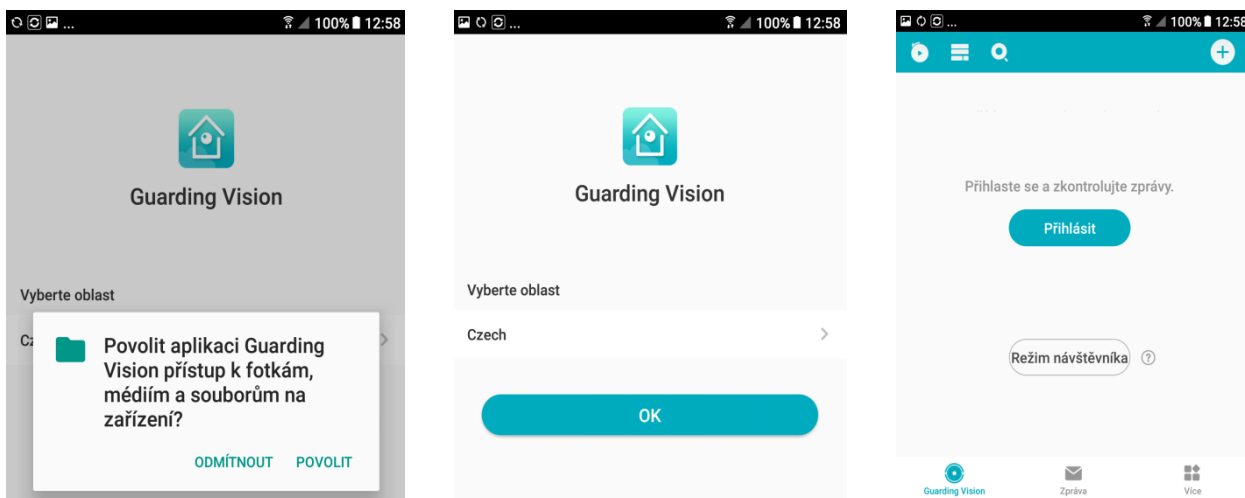 ... 100% 12:58
Guarding Vision
Vyberte oblast
Cz
Povolit aplikaci Guarding
Vision přístup k fotkám,
médiím a souborům na
zařízení?
ODMÍTNOUT POVOLIT
... 100% 12:58
Guarding Vision
Vyberte oblast
Czech
OK
... 100% 12:58
Přihlaste se a zkontrolujte zprávy.
Přihlásit
Režim návštěvníka ?
Guarding Vision Zpráva Více